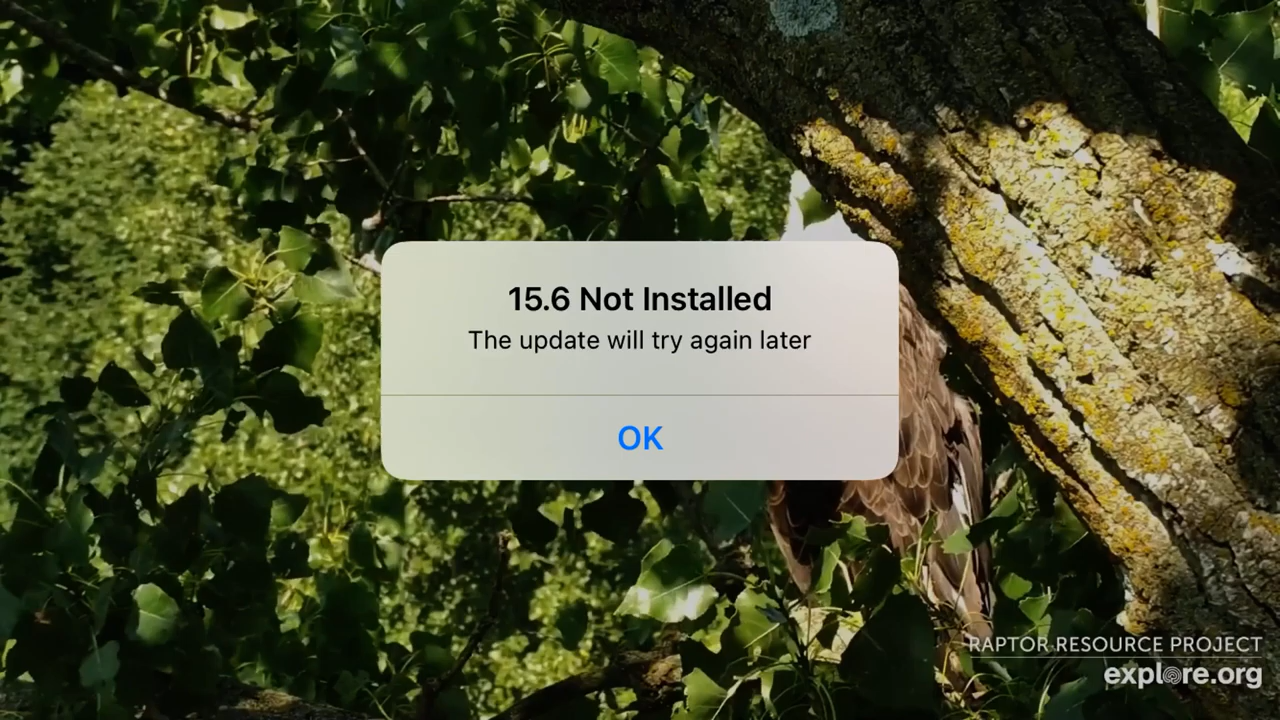 15.6 Not Installed
The update will try again later
OK
RAPTOR RESOURCE PROJECT
explore.org